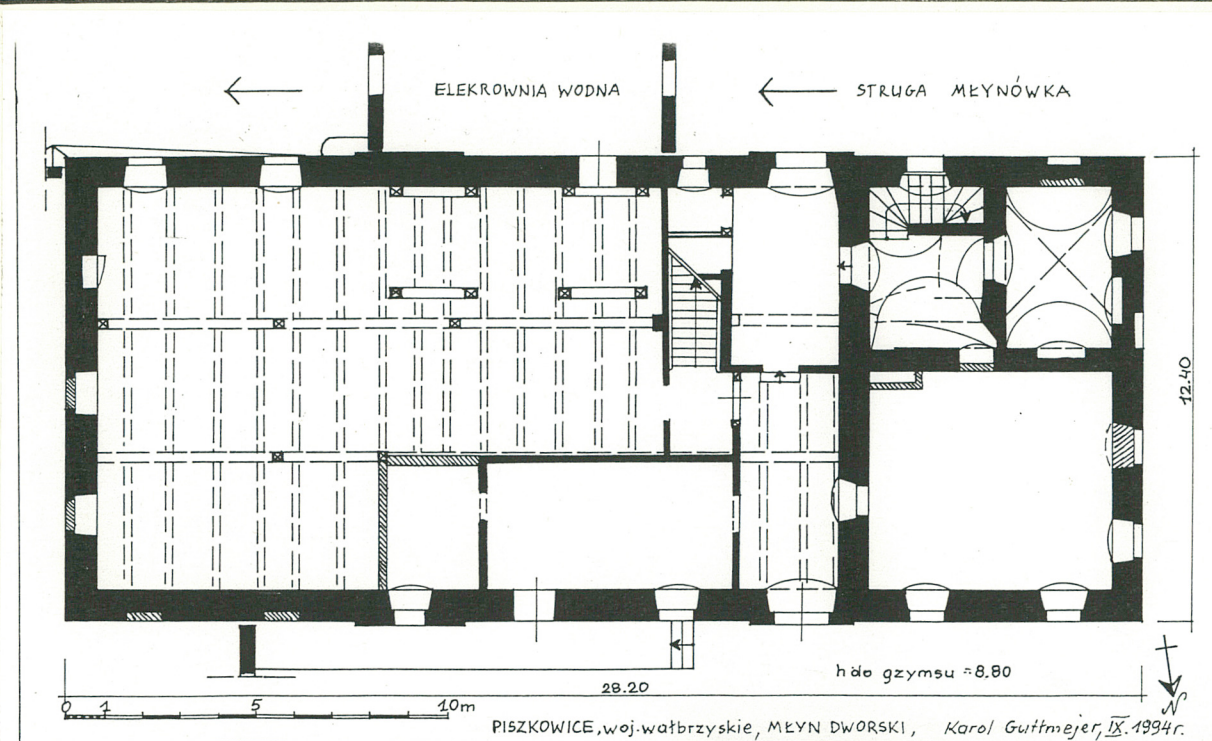 ELEKROWNIA WODNA
STRUGA MŁYNÓWKA
12.40
h do gzymsu = 8.80
28.20
0 1 5 10m
N
PISZKOWICE, woj. wałbrzyskie, MŁYN DWORSKI, Karol Guttmejer, IX. 1994r.